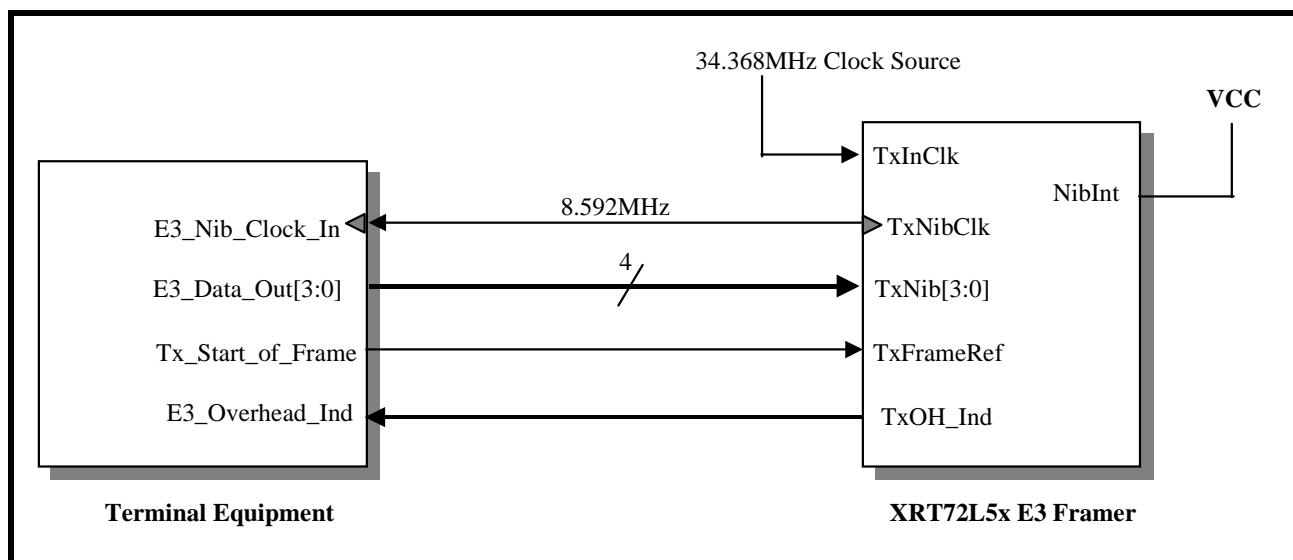 34.368MHz Clock Source
VCC
TxInClk
NibInt
8.592MHz
E3_Nib_Clock_In
TxNibClk
4
E3_Data_Out[3:0]
TxNib[3:0]
Tx_Start_of_Frame
TxFrameRef
E3_Overhead_Ind
TxOH_Ind
Terminal Equipment
XRT72L5x E3 Framer